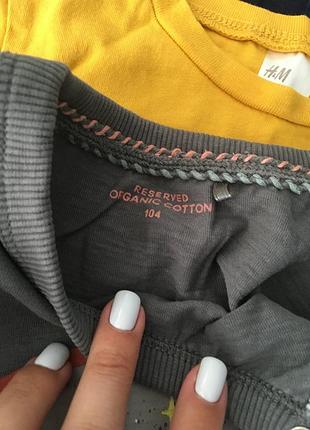 H&M
RESERVED
ORGANIC COTTON
104